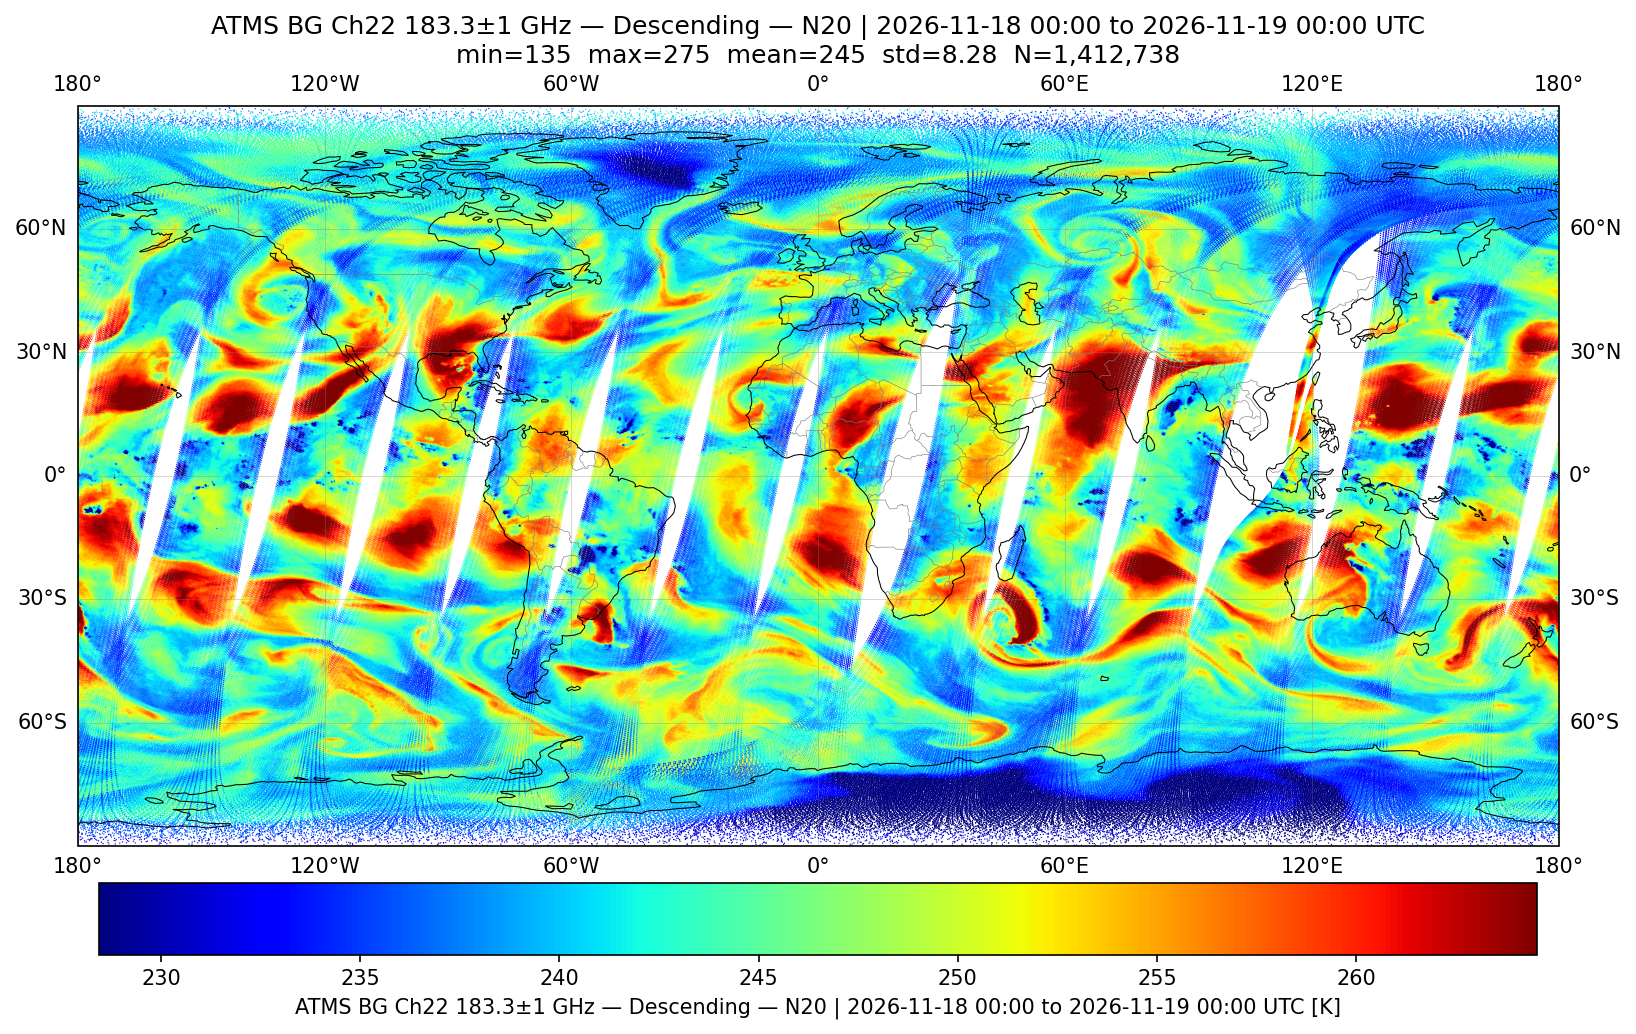 ATMS BG Ch22 183.3±1 GHz — Descending — N20 | 2026-11-18 00:00 to 2026-11-19 00:00 UTC
min=135 max=275 mean=245 std=8.28 N=1,412,738
180° 120°W 60°W 0° 60°E 120°E 180°
60°N 60°N
30°N 30°N
0° 0°
30°S 30°S
60°S 60°S
180° 120°W 60°W 0° 60°E 120°E 180°
230 235 240 245 250 255 260
ATMS BG Ch22 183.3±1 GHz — Descending — N20 | 2026-11-18 00:00 to 2026-11-19 00:00 UTC [K]